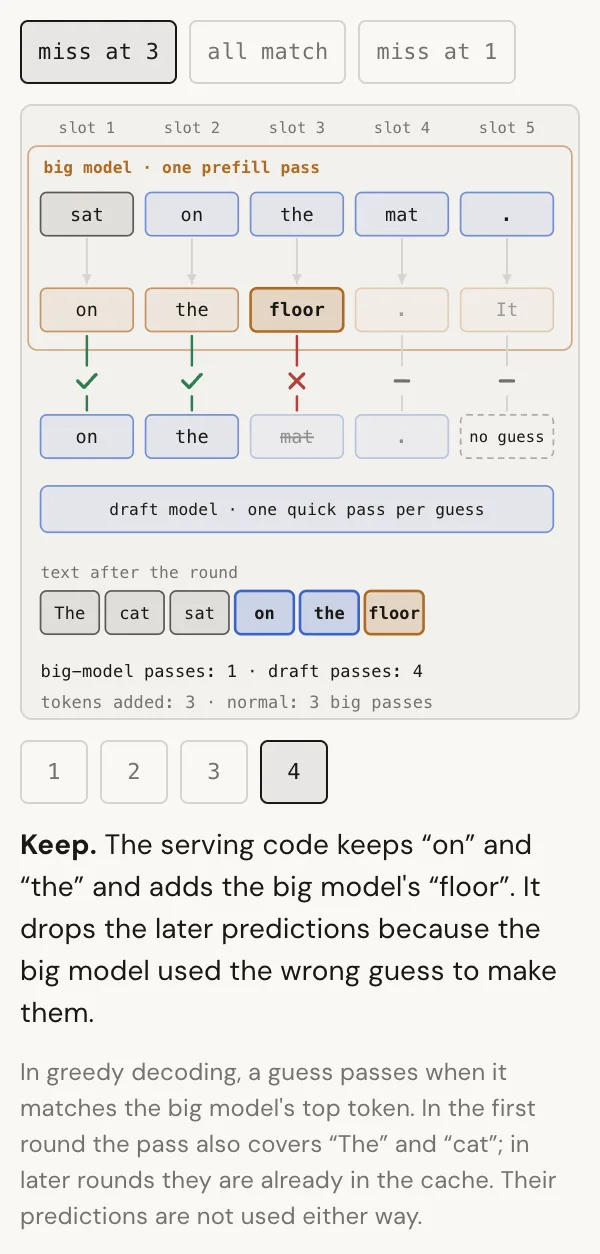 miss at 3 all match miss at 1
slot 1 slot 2 slot 3 slot 4 slot 5
big model · one prefill pass
sat on the mat .
on the floor . It
on the mat . no guess
draft model · one quick pass per guess
text after the round
The cat sat on the floor
big-model passes: 1 · draft passes: 4
tokens added: 3 · normal: 3 big passes
1 2 3 4
Keep. The serving code keeps “on” and
“the” and adds the big model's “floor”. It
drops the later predictions because the
big model used the wrong guess to make
them.
In greedy decoding, a guess passes when it
matches the big model's top token. In the first
round the pass also covers “The” and “cat”; in
later rounds they are already in the cache. Their
predictions are not used either way.